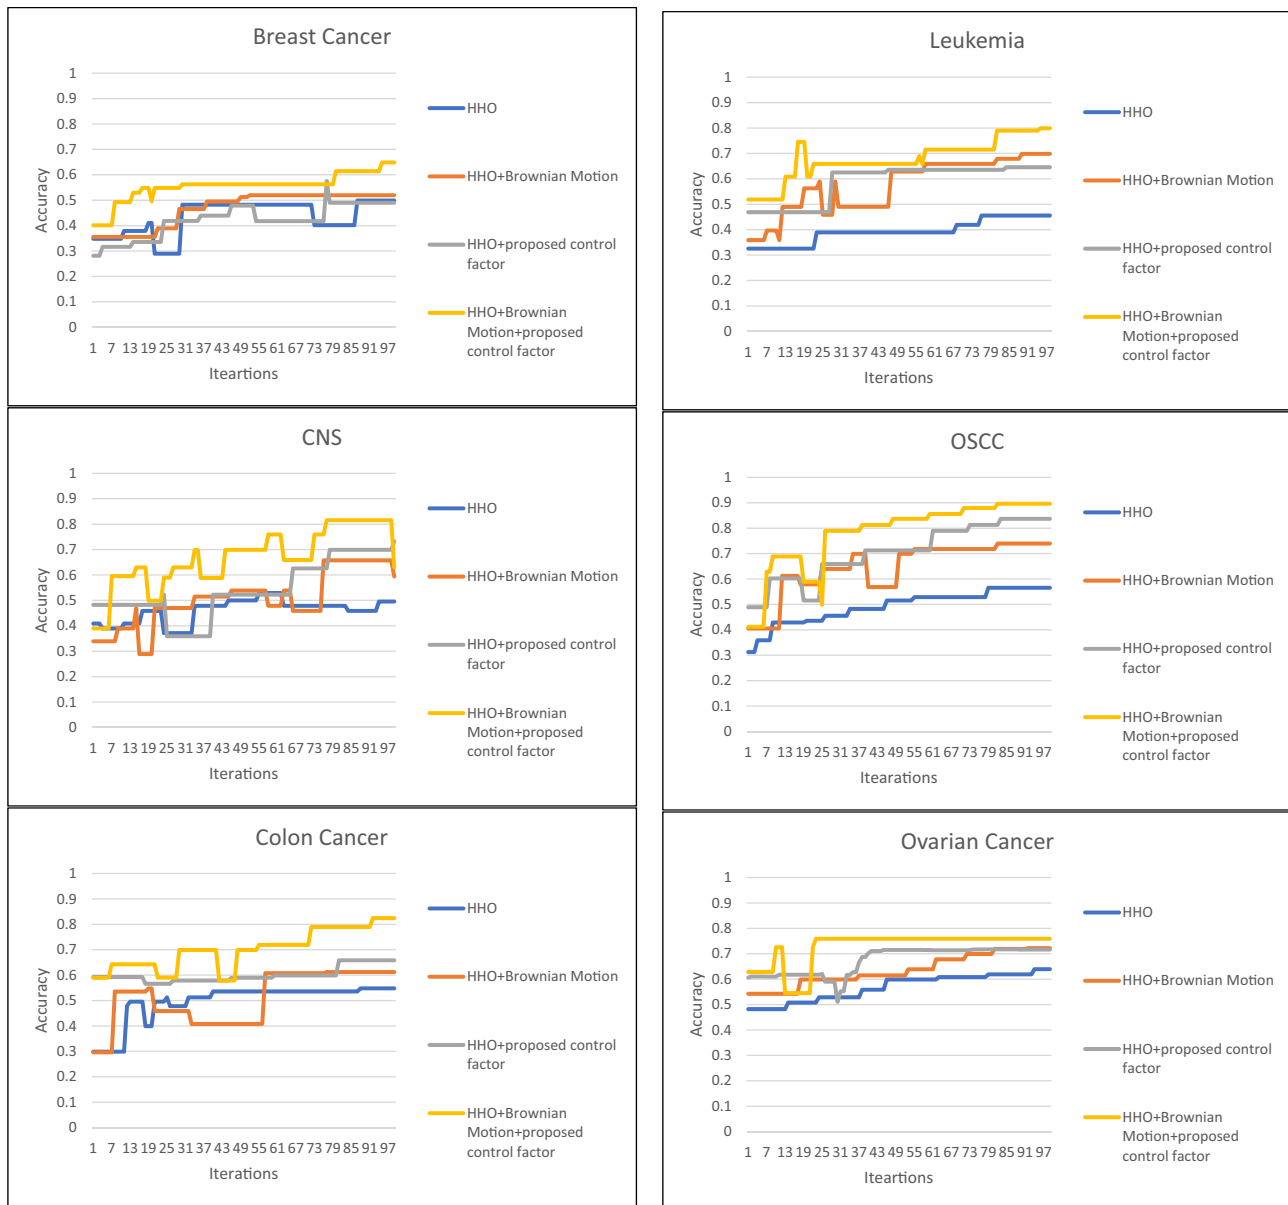 Breast Cancer
1
0.9
0.8
0.7
0.6
0.5
0.4
0.3
0.2
0.1
0
Accuracy
1 7 13 19 25 31 37 43 49 55 61 67 73 79 85 91 97
Iteartions
HHO
HHO+Brownian Motion
HHO+proposed control
factor
HHO+Brownian
Motion+proposed
control factor
Leukemia
1
0.9
0.8
0.7
0.6
0.5
0.4
0.3
0.2
0.1
0
Accuracy
1 7 13 19 25 31 37 43 49 55 61 67 73 79 85 91 97
Iterations
HHO
HHO+Brownian Motion
HHO+proposed control
factor
HHO+Brownian
Motion+proposed
control factor
CNS
1
0.9
0.8
0.7
0.6
0.5
0.4
0.3
0.2
0.1
0
Accuracy
1 7 13 19 25 31 37 43 49 55 61 67 73 79 85 91 97
Iterations
HHO
HHO+Brownian Motion
HHO+proposed control
factor
HHO+Brownian
Motion+proposed
control factor
OSCC
1
0.9
0.8
0.7
0.6
0.5
0.4
0.3
0.2
0.1
0
Accuracy
1 7 13 19 25 31 37 43 49 55 61 67 73 79 85 91 97
Itearations
HHO
HHO+Brownian Motion
HHO+proposed control
factor
HHO+Brownian
Motion+proposed
control factor
Colon Cancer
1
0.9
0.8
0.7
0.6
0.5
0.4
0.3
0.2
0.1
0
Accuracy
1 7 13 19 25 31 37 43 49 55 61 67 73 79 85 91 97
Iterations
HHO
HHO+Brownian Motion
HHO+proposed control
factor
HHO+Brownian
Motion+proposed
control factor
Ovarian Cancer
1
0.9
0.8
0.7
0.6
0.5
0.4
0.3
0.2
0.1
0
Accuracy
1 7 13 19 25 31 37 43 49 55 61 67 73 79 85 91 97
Iteartions
HHO
HHO+Brownian Motion
HHO+proposed control
factor
HHO+Brownian
Motion+proposed
control factor